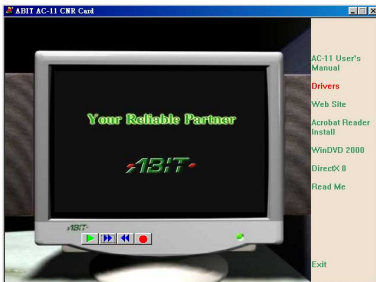 ABIT AC-11 CNR Card
Your Reliable Partner
ABIT
ABIT
AC-11 User's
Manual
Drivers
Web Site
Acrobat Reader
Install
WinDVD 2000
DirectX 8
Read Me
Exit